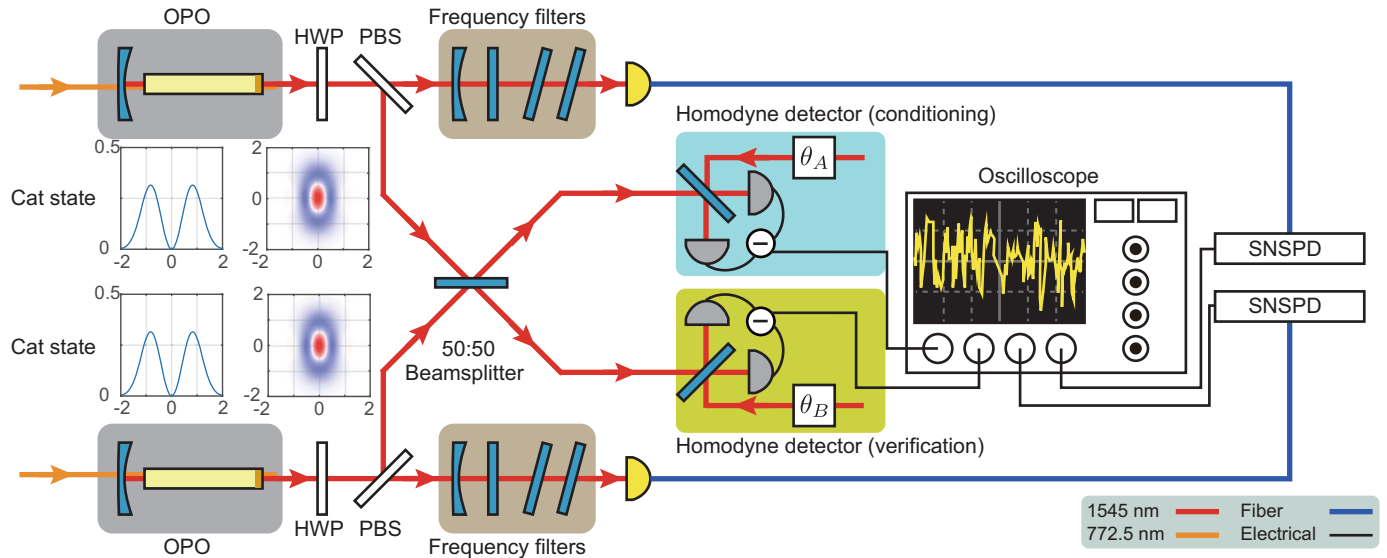 OPO
HWP
PBS
Frequency filters
Homodyne detector (conditioning)
θ_A
Oscilloscope
SNSPD
SNSPD
Cat state
0.5
0
-2
0
2
2
0
-2
-2
0
2
Cat state
0.5
0
-2
0
2
2
0
-2
-2
0
2
50:50
Beamsplitter
θ_B
Homodyne detector (verification)
OPO
HWP
PBS
Frequency filters
1545 nm
Fiber
772.5 nm
Electrical